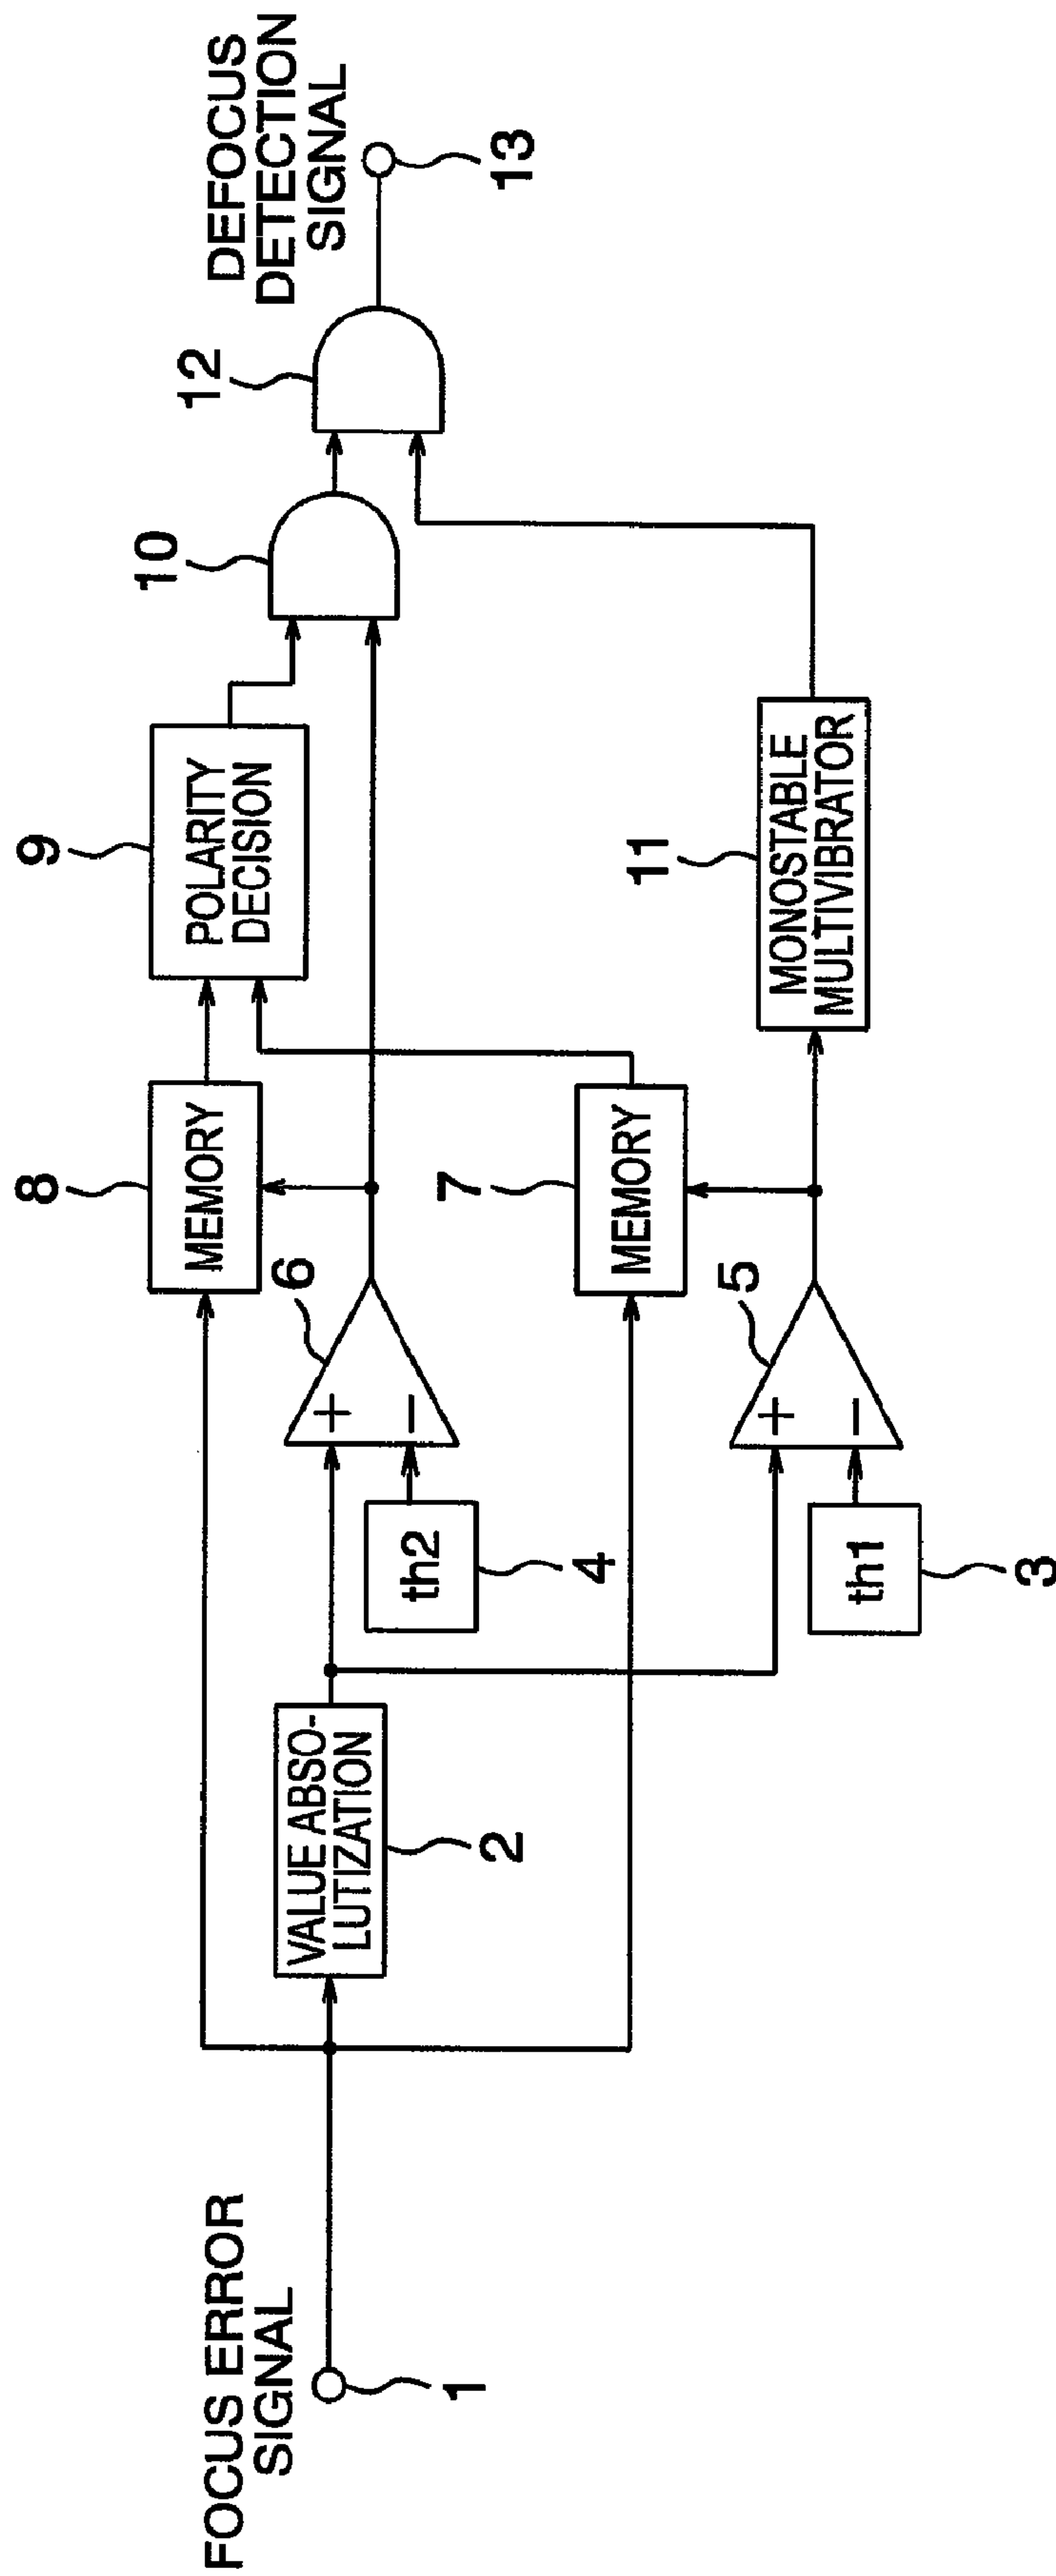 FOCUS ERROR
SIGNAL
1
VALUE ABSO-
LUTIZATION
2
th2
4
th1
3
+
−
6
+
−
5
MEMORY
8
MEMORY
7
POLARITY
DECISION
9
MONOSTABLE
MULTIVIBRATOR
11
10
12
DEFOCUS
DETECTION
SIGNAL
13